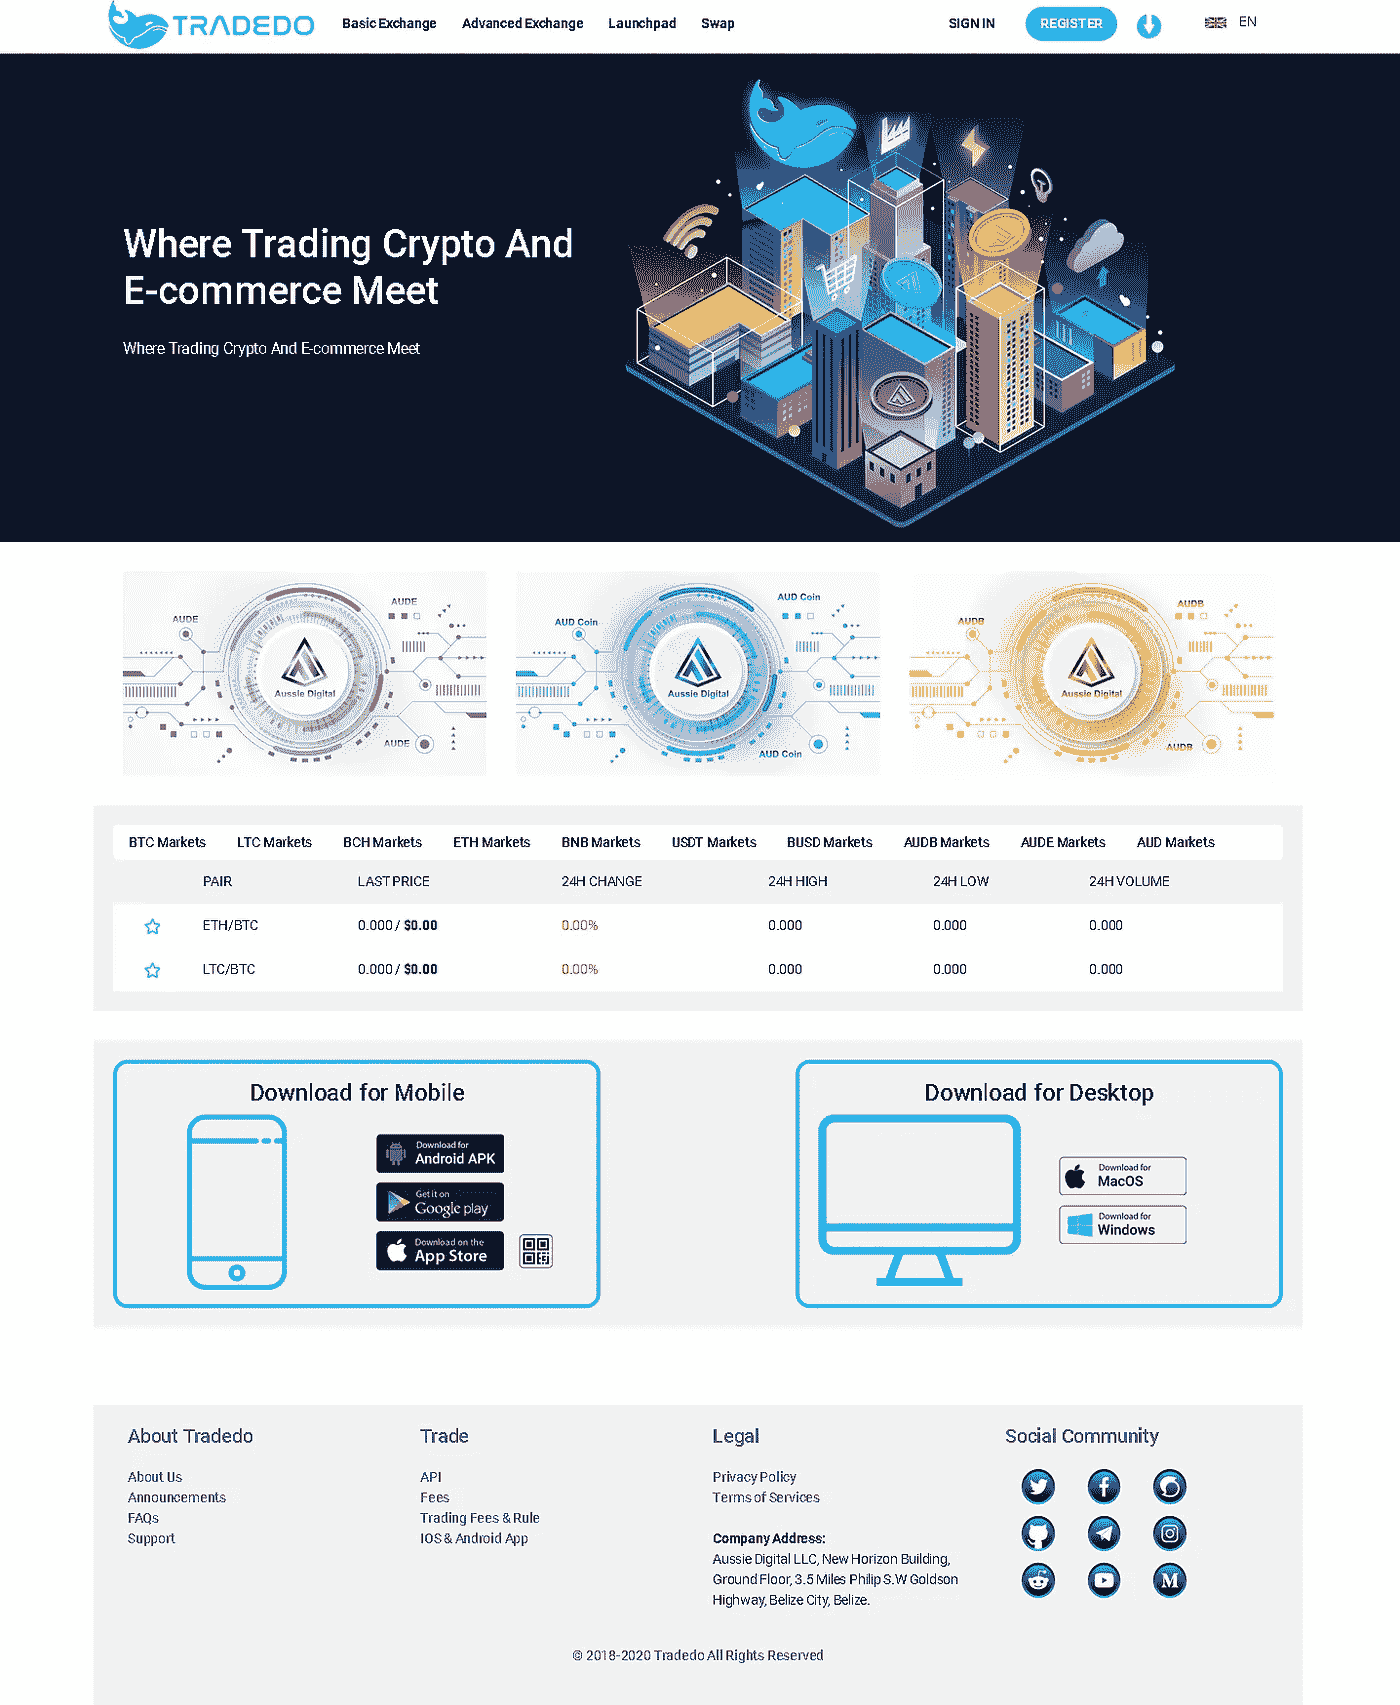 TRADEDO
Basic Exchange
Advanced Exchange
Launchpad
Swap
SIGN IN
REGISTER
EN
Where Trading Crypto And
E-commerce Meet
Where Trading Crypto And E-commerce Meet
AUDE
AUDE
Aussie Digital
AUDE
AUD Coin
AUD Coin
Aussie Digital
AUD Coin
AUDB
AUDB
Aussie Digital
AUDB
BTC Markets LTC Markets BCH Markets ETH Markets BNB Markets USDT Markets BUSD Markets AUDB Markets AUDE Markets AUD Markets
PAIR LAST PRICE 24H CHANGE 24H HIGH 24H LOW 24H VOLUME
ETH/BTC 0.000 / $0.00 0.00% 0.000 0.000 0.000
LTC/BTC 0.000 / $0.00 0.00% 0.000 0.000 0.000
Download for Mobile
Download for
Android APK
Get it on
Google play
Download on the
App Store
Download for Desktop
Download for
MacOS
Download for
Windows
About Tradedo
About Us
Announcements
FAQs
Support
Trade
API
Fees
Trading Fees & Rule
IOS & Android App
Legal
Privacy Policy
Terms of Services
Company Address:
Aussie Digital LLC, New Horizon Building,
Ground Floor, 3.5 Miles Philip S.W Goldson
Highway, Belize City, Belize.
Social Community
© 2018-2020 Tradedo All Rights Reserved